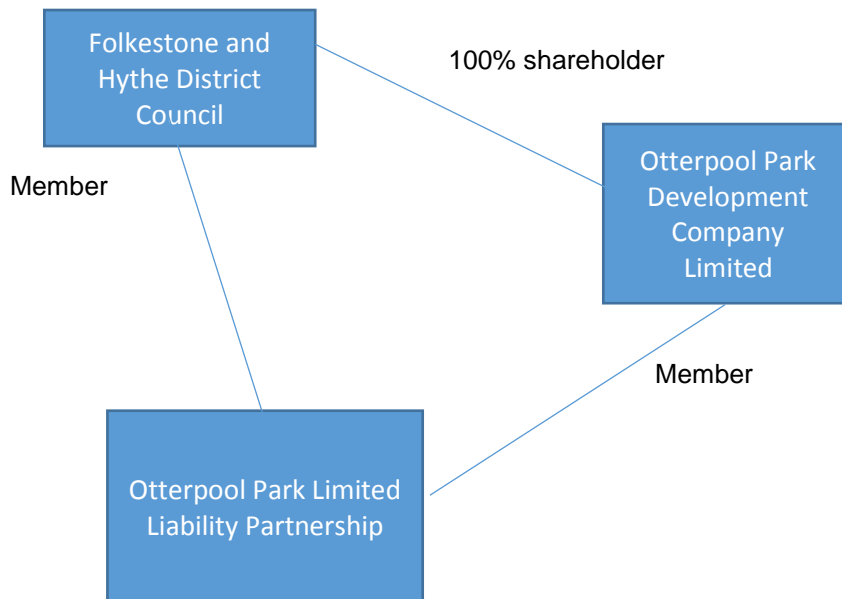 Folkestone and
Hythe District
Council
100% shareholder
Otterpool Park
Development
Company
Limited
Member
Member
Otterpool Park Limited
Liability Partnership